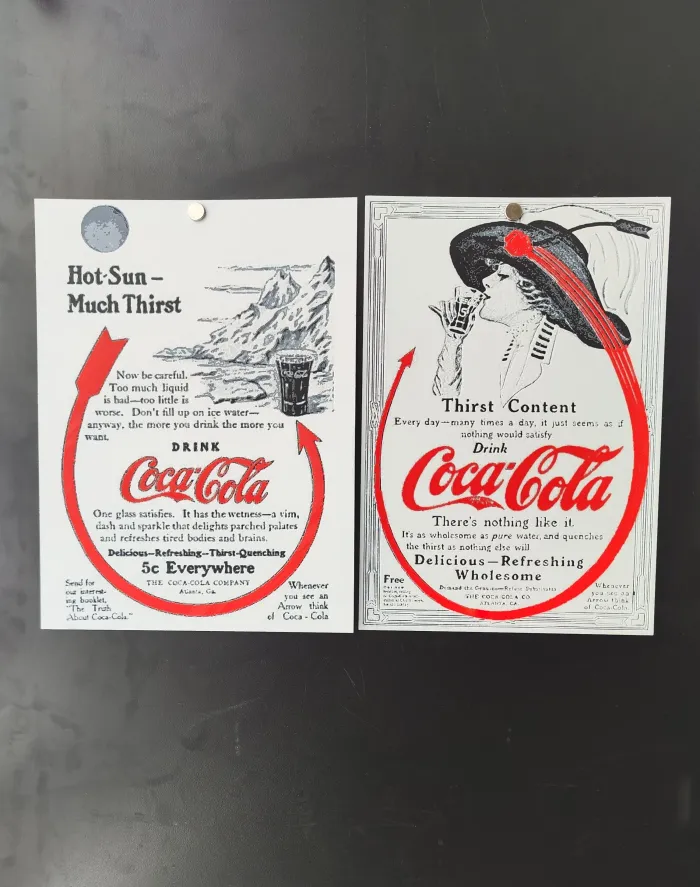 Hot Sun –
Much Thirst
Now be careful.
Too much liquid
is bad—too little is
worse. Don't fill up on ice water—
anyway, the more you drink the more you
want.
DRINK
Coca-Cola
One glass satisfies. It has the wetness—a vim,
dash and sparkle that delights parched palates
and refreshes tired bodies and brains.
Delicious—Refreshing—Thirst-Quenching
5c Everywhere
THE COCA-COLA COMPANY
Atlanta, Ga.
Send for
our interest-
ing booklet,
"The Truth
About Coca-Cola."
Whenever
you see an
Arrow think
of Coca - Cola
Thirst Content
Every day—many times a day, it just seems as if
nothing would satisfy
Drink
Coca-Cola
There's nothing like it.
It's as wholesome as pure water, and quenches
the thirst as nothing else will
Delicious—Refreshing
Wholesome
Demand the Genuine—Refuse Substitutes
THE COCA-COLA CO.
ATLANTA, GA.
Free
Whenever
you see an
Arrow think
of Coca-Cola